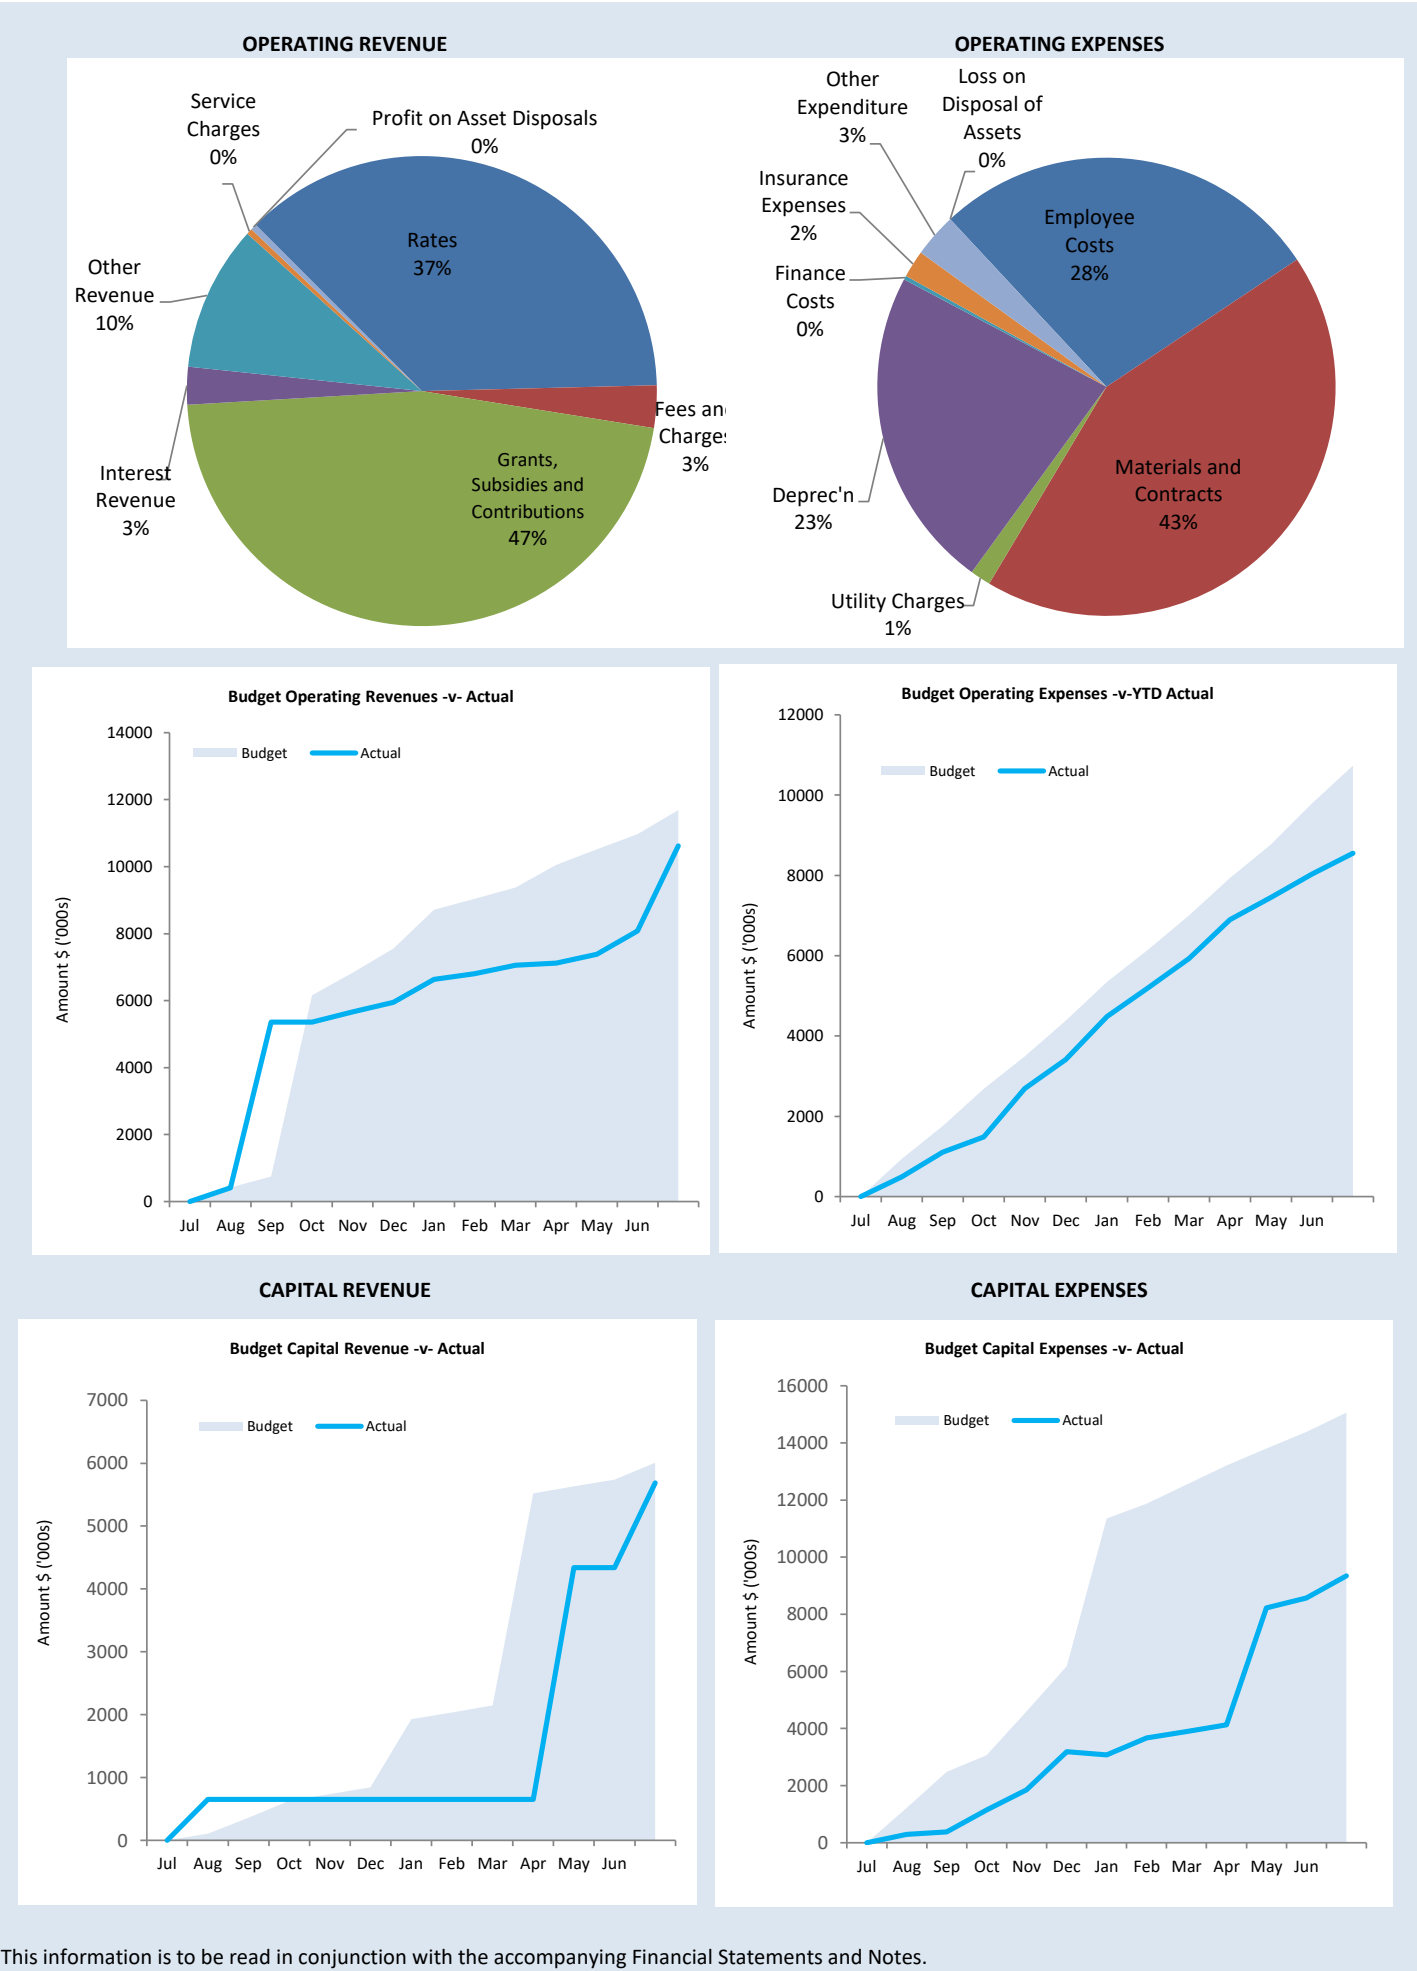 OPERATING REVENUE
OPERATING EXPENSES
Service
Charges
0%
Profit on Asset Disposals
0%
Rates
37%
Other
Revenue
10%
Fees an
Charge
3%
Interest
Revenue
3%
Grants,
Subsidies and
Contributions
47%
Other
Expenditure
3%
Loss on
Disposal of
Assets
0%
Insurance
Expenses
2%
Employee
Costs
28%
Finance
Costs
0%
Materials and
Contracts
43%
Deprec'n
23%
Utility Charges
1%
Budget Operating Revenues -v- Actual
Budget
Actual
Amount $ ('000s)
14000
12000
10000
8000
6000
4000
2000
0
Jul Aug Sep Oct Nov Dec Jan Feb Mar Apr May Jun
Budget Operating Expenses -v-YTD Actual
Budget
Actual
Amount $ ('000s)
12000
10000
8000
6000
4000
2000
0
Jul Aug Sep Oct Nov Dec Jan Feb Mar Apr May Jun
CAPITAL REVENUE
CAPITAL EXPENSES
Budget Capital Revenue -v- Actual
Budget
Actual
Amount $ ('000s)
7000
6000
5000
4000
3000
2000
1000
0
Jul Aug Sep Oct Nov Dec Jan Feb Mar Apr May Jun
Budget Capital Expenses -v- Actual
Budget
Actual
Amount $ ('000s)
16000
14000
12000
10000
8000
6000
4000
2000
0
Jul Aug Sep Oct Nov Dec Jan Feb Mar Apr May Jun
This information is to be read in conjunction with the accompanying Financial Statements and Notes.